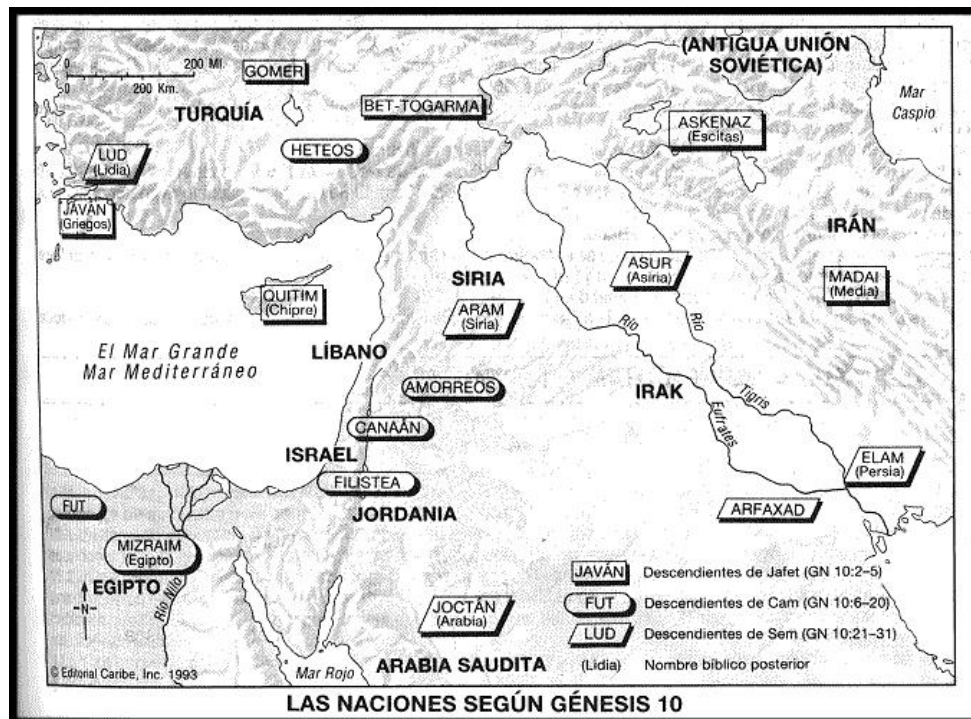 (ANTIGUA UNIÓN
SOVIÉTICA)
Mar
Caspio
0 200 MI.
0 200 Km.
GOMER
TURQUÍA
BET-TOGARMA
ASKENAZ
(Escitas)
HETEOS
LUD
(Lidia)
JAVÁN
(Griegos)
IRÁN
ASUR
(Asiria)
MADAI
(Media)
SIRIA
QUITIM
(Chipre)
ARAM
(Siria)
Río
Río
El Mar Grande
Mar Mediterráneo
LÍBANO
AMORREOS
IRAK
Tigris
Eufrates
CANAÁN
ISRAEL
FILISTEA
ELAM
(Persia)
FUT
JORDANIA
ARFAXAD
MIZRAIM
(Egipto)
EGIPTO
-N-
Río Nilo
JOCTÁN
(Arabia)
JAVÁN Descendientes de Jafet (GN 10:2–5)
FUT Descendientes de Cam (GN 10:6–20)
LUD Descendientes de Sem (GN 10:21–31)
(Lidia) Nombre bíblico posterior
© Editorial Caribe, Inc. 1993
Mar Rojo
ARABIA SAUDITA
LAS NACIONES SEGÚN GÉNESIS 10